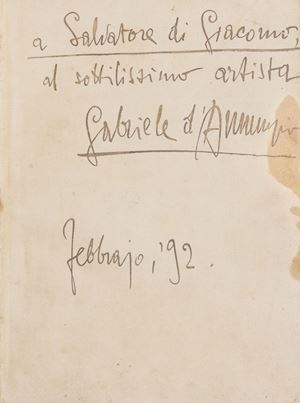 a Salvatore di Giacomo,
al sottilissimo artista
Gabriele d'Annunzio
Febbrajo, '92.